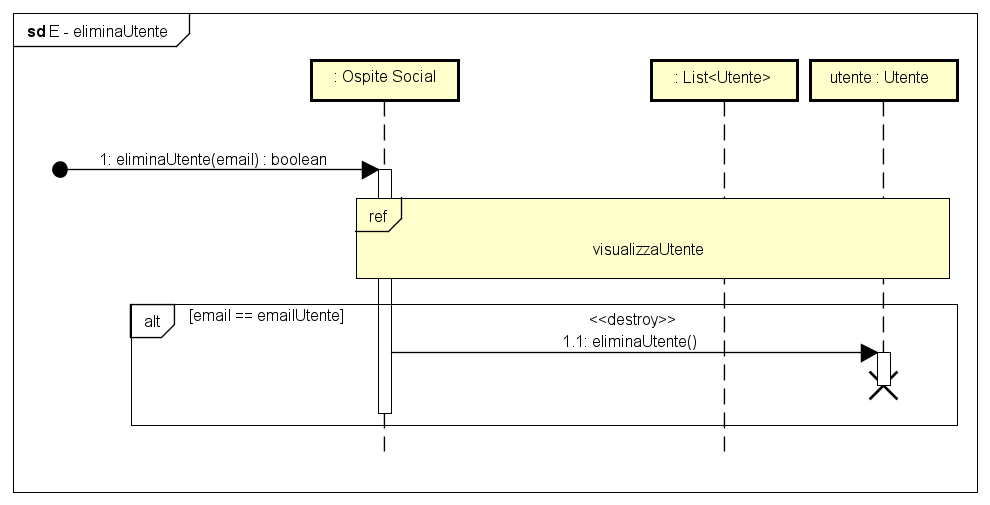 sd E - eliminaUtente
: Ospite Social
: List<Utente>
utente : Utente
1: eliminaUtente(email) : boolean
ref
visualizzaUtente
alt
[email == emailUtente]
<<destroy>>
1.1: eliminaUtente()